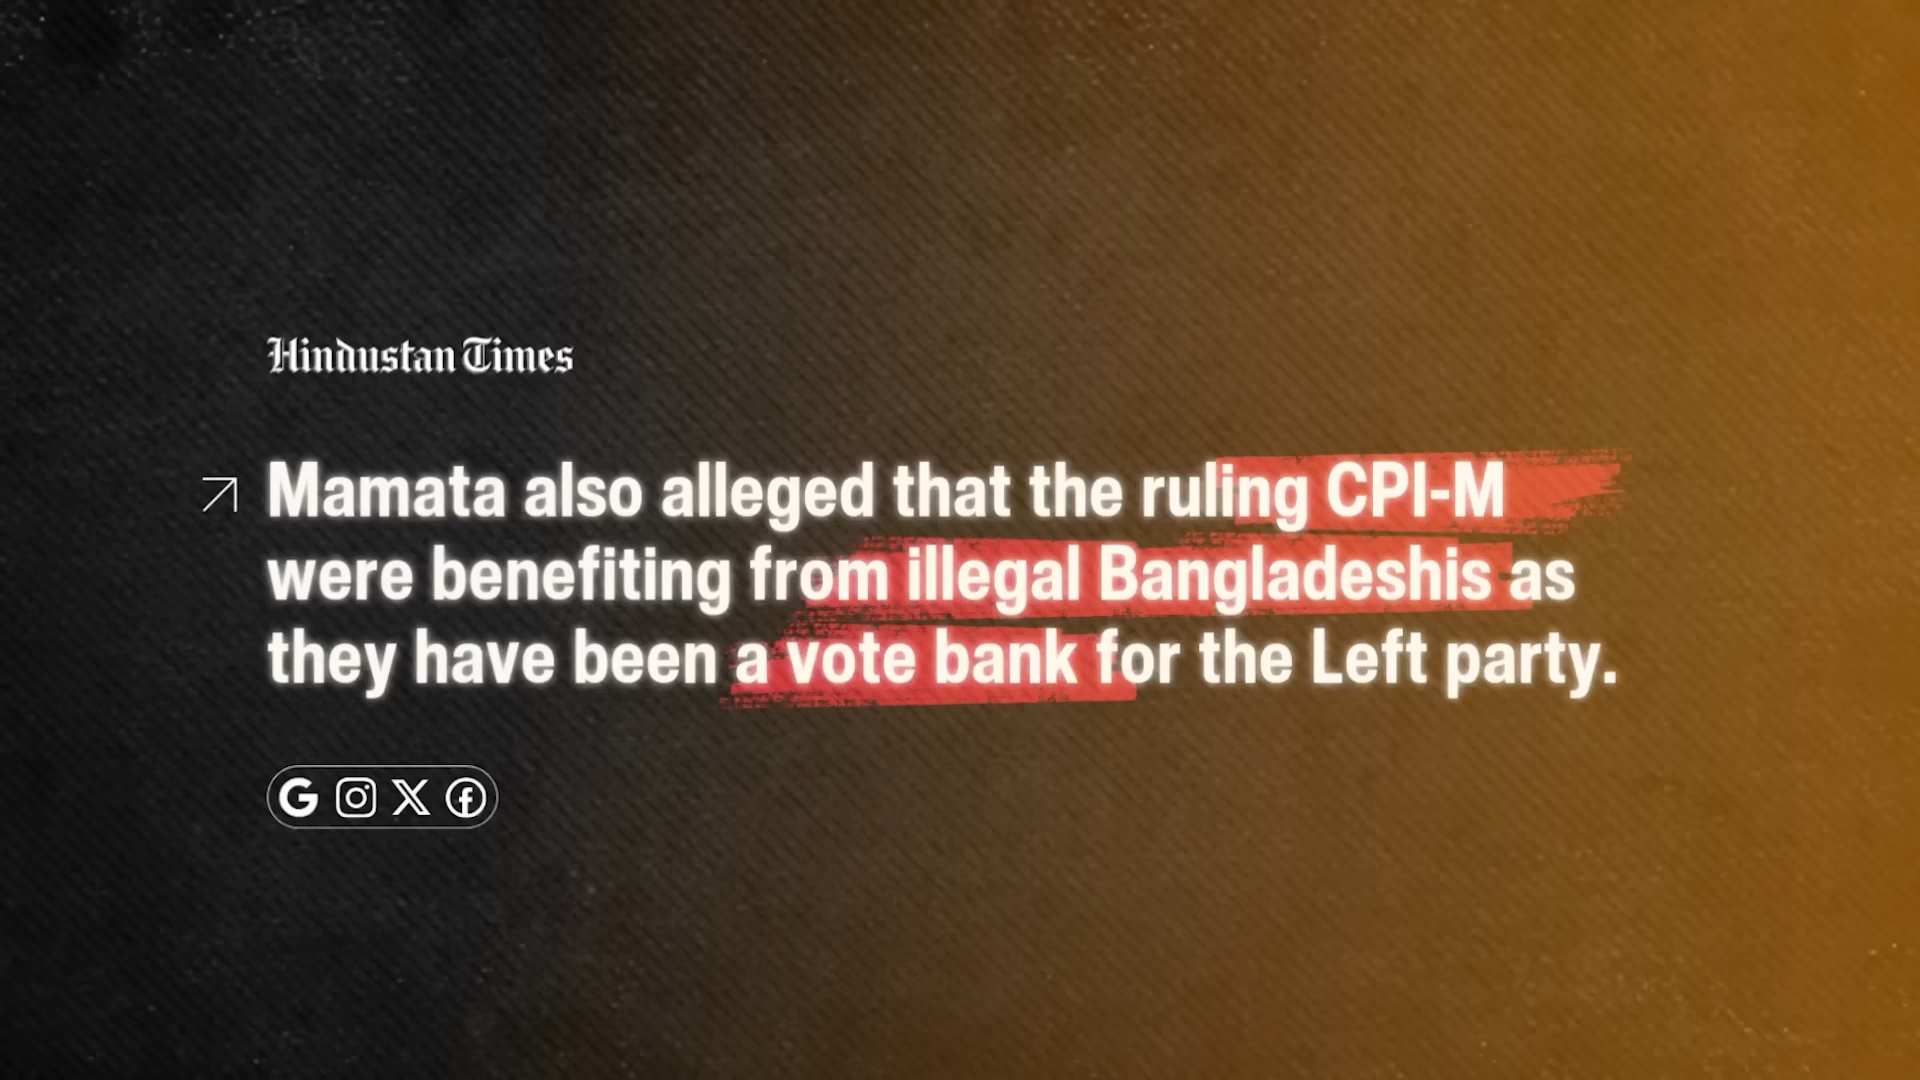 Hindustan Times
Mamata also alleged that the ruling CPI-M
were benefiting from illegal Bangladeshis as
they have been a vote bank for the Left party.